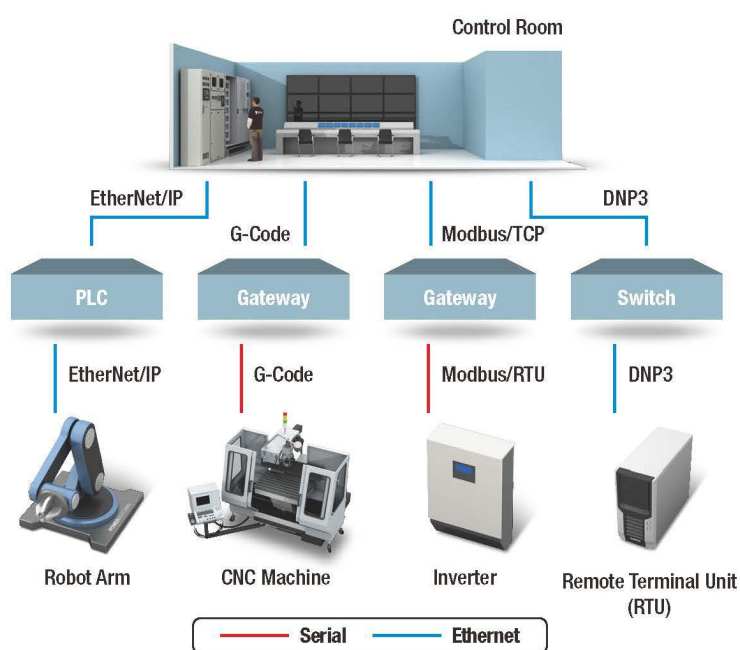 Control Room
EtherNet/IP
DNP3
G-Code
Modbus/TCP
PLC
Gateway
Gateway
Switch
EtherNet/IP
G-Code
Modbus/RTU
DNP3
Robot Arm
CNC Machine
Inverter
Remote Terminal Unit
(RTU)
Serial
Ethernet